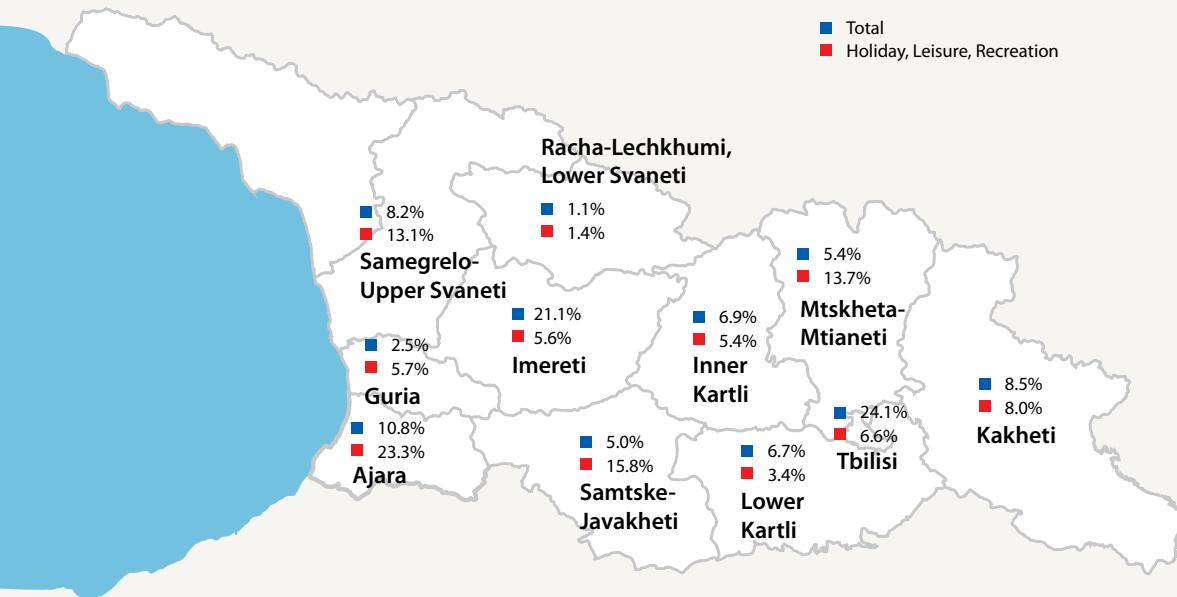 Total
Holiday, Leisure, Recreation
Racha-Lechkhumi,
Lower Svaneti
1.1%
1.4%
8.2%
13.1%
Samegrelo-
Upper Svaneti
5.4%
13.7%
Mtskheta-
Mtianeti
21.1%
5.6%
Imereti
6.9%
5.4%
Inner
Kartli
2.5%
5.7%
Guria
8.5%
8.0%
Kakheti
24.1%
6.6%
Tbilisi
10.8%
23.3%
Ajara
5.0%
15.8%
Samtske-
Javakheti
6.7%
3.4%
Lower
Kartli